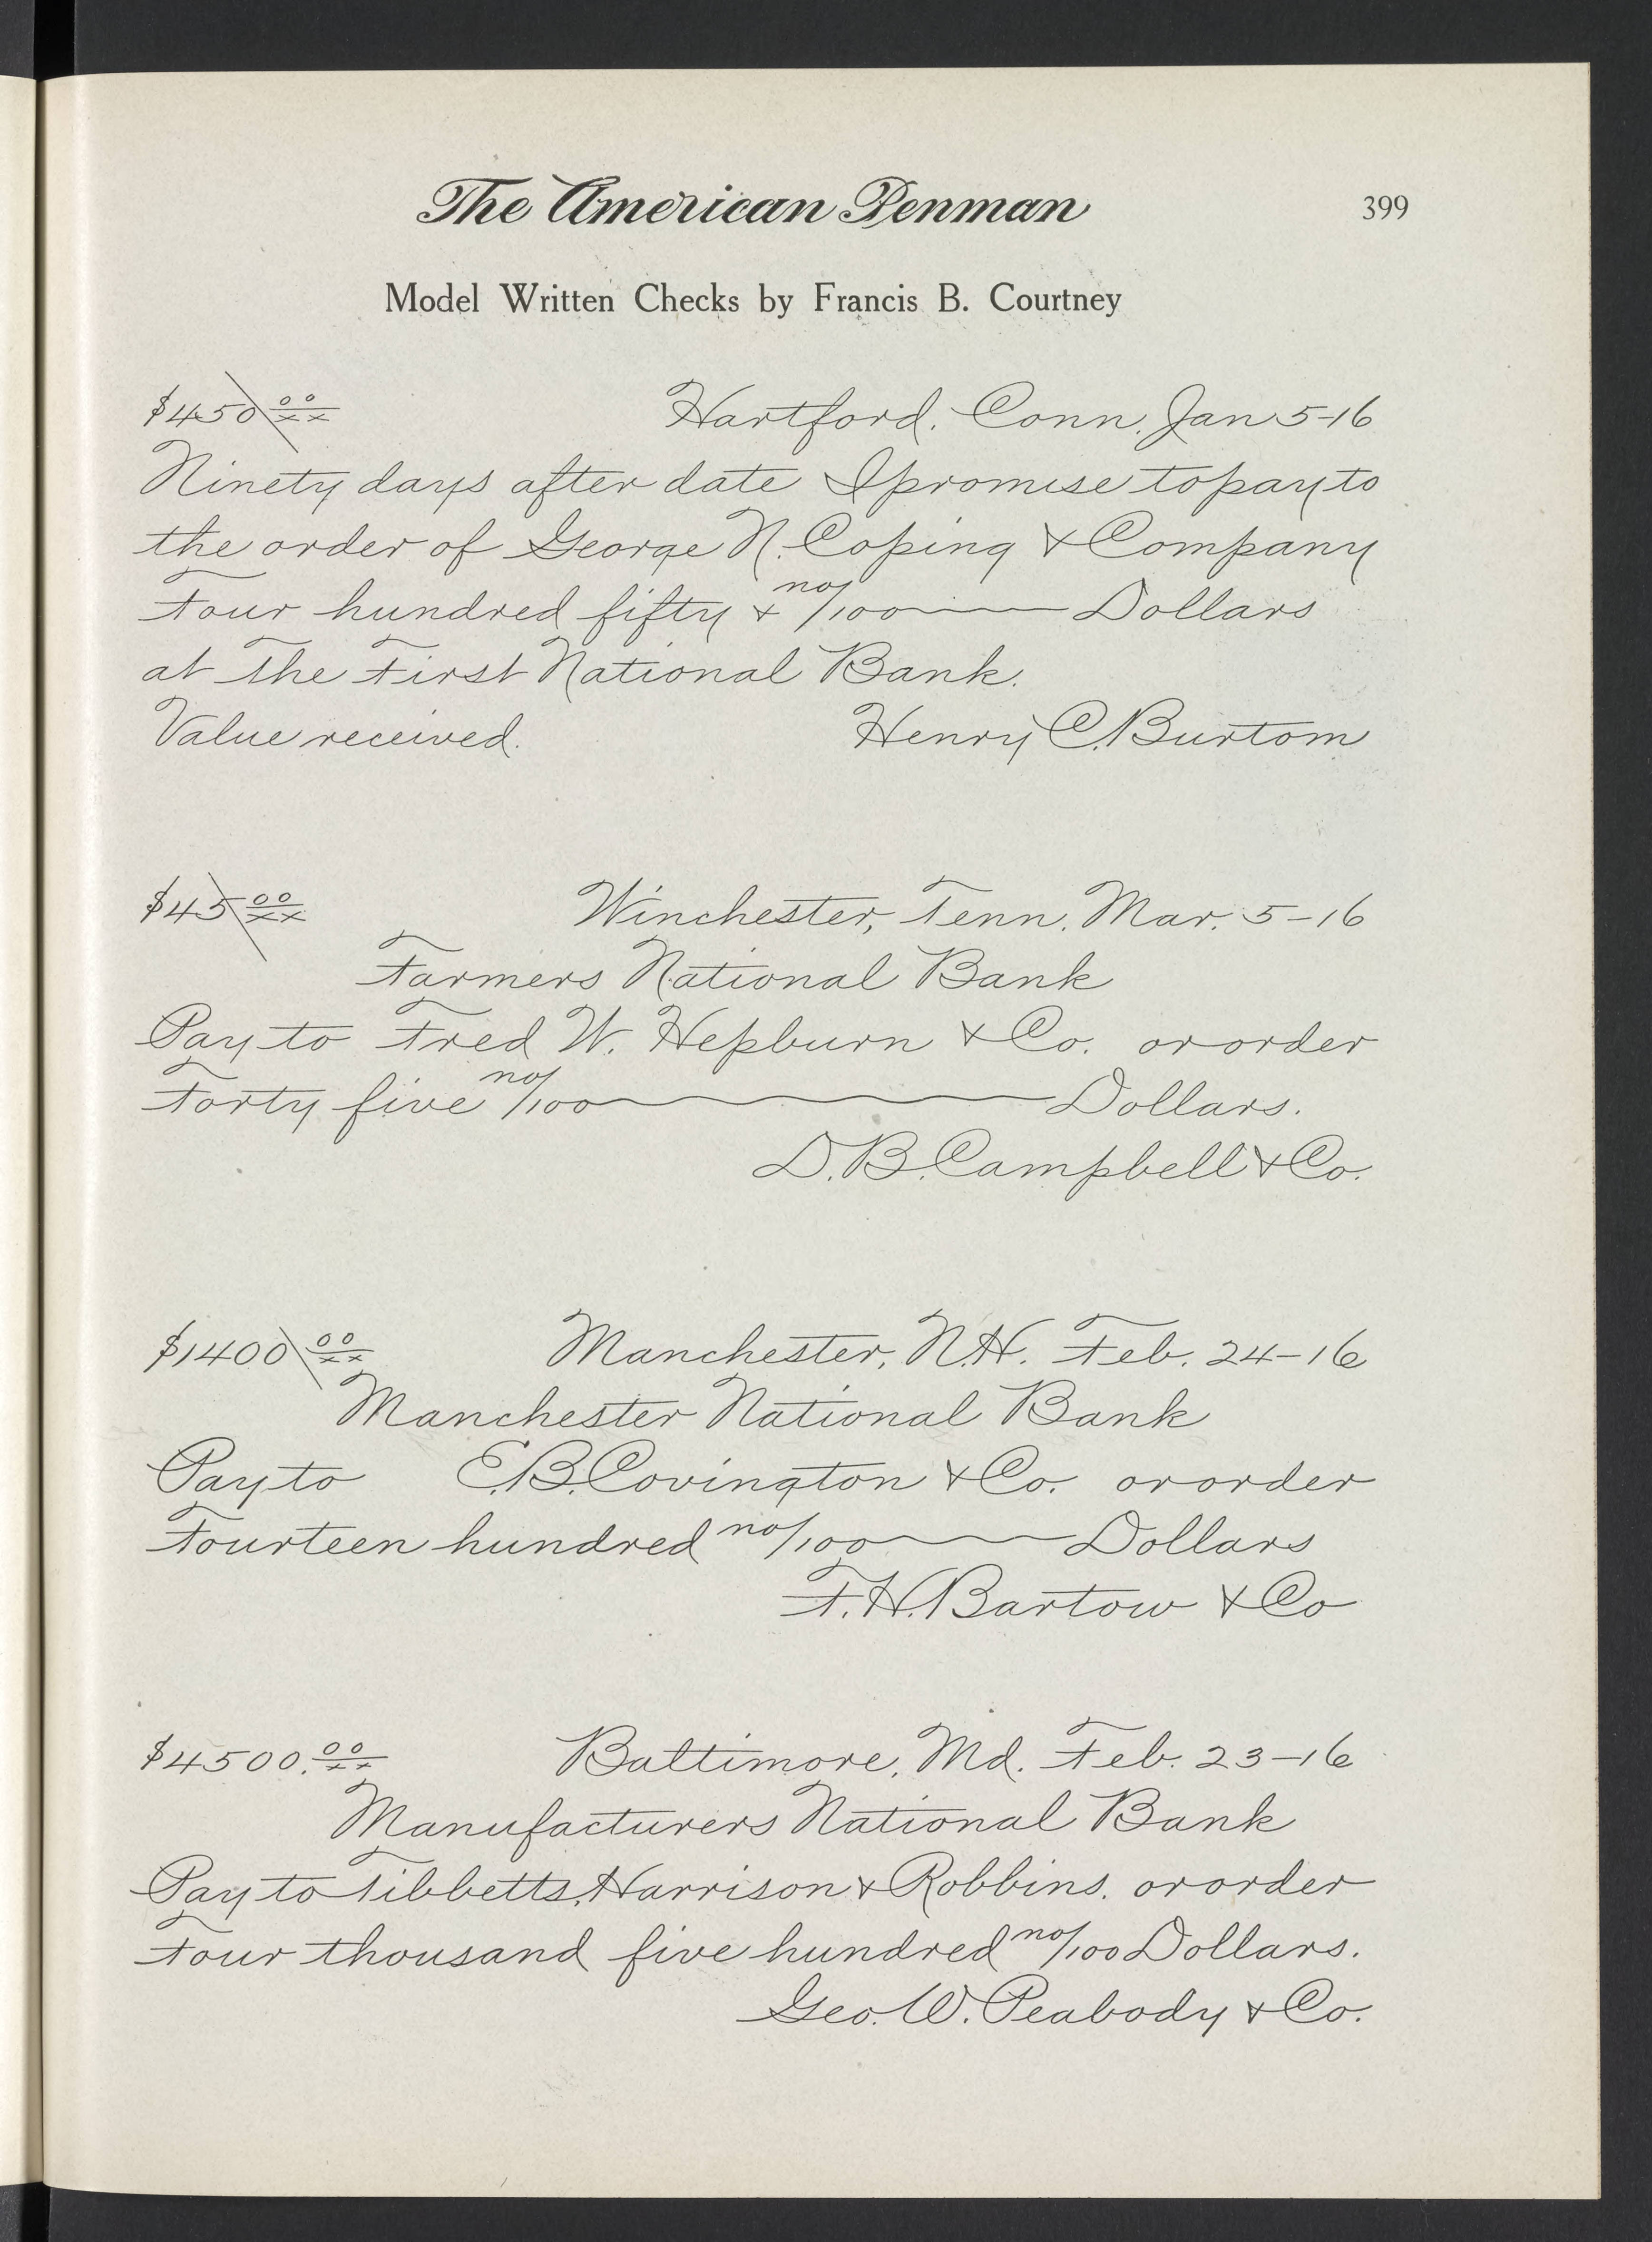 The American Penman 399
Model Written Checks by Francis B. Courtney
$450 00/xx Hartford, Conn. Jan 5-16
Ninety days after date I promise to pay to
the order of George N. Coping & Company
Four hundred fifty & no/100 Dollars
at The First National Bank.
Value received. Henry C. Burtom
$45 00/xx Winchester, Tenn. Mar. 5-16
Farmers National Bank
Pay to Fred W. Hepburn & Co. or order
Forty five no/100 Dollars.
D. B. Campbell & Co.
$1400 00/xx Manchester, N.H. Feb. 24-16
Manchester National Bank
Pay to E. B. Covington & Co. or order
Fourteen hundred no/100 Dollars
F. H. Bartow & Co
$4500. 00/xx Baltimore, Md. Feb. 23-16
Manufacturers National Bank
Pay to Tibbetts, Harrison & Robbins. or order
Four thousand five hundred no/100 Dollars.
Geo. W. Peabody & Co.